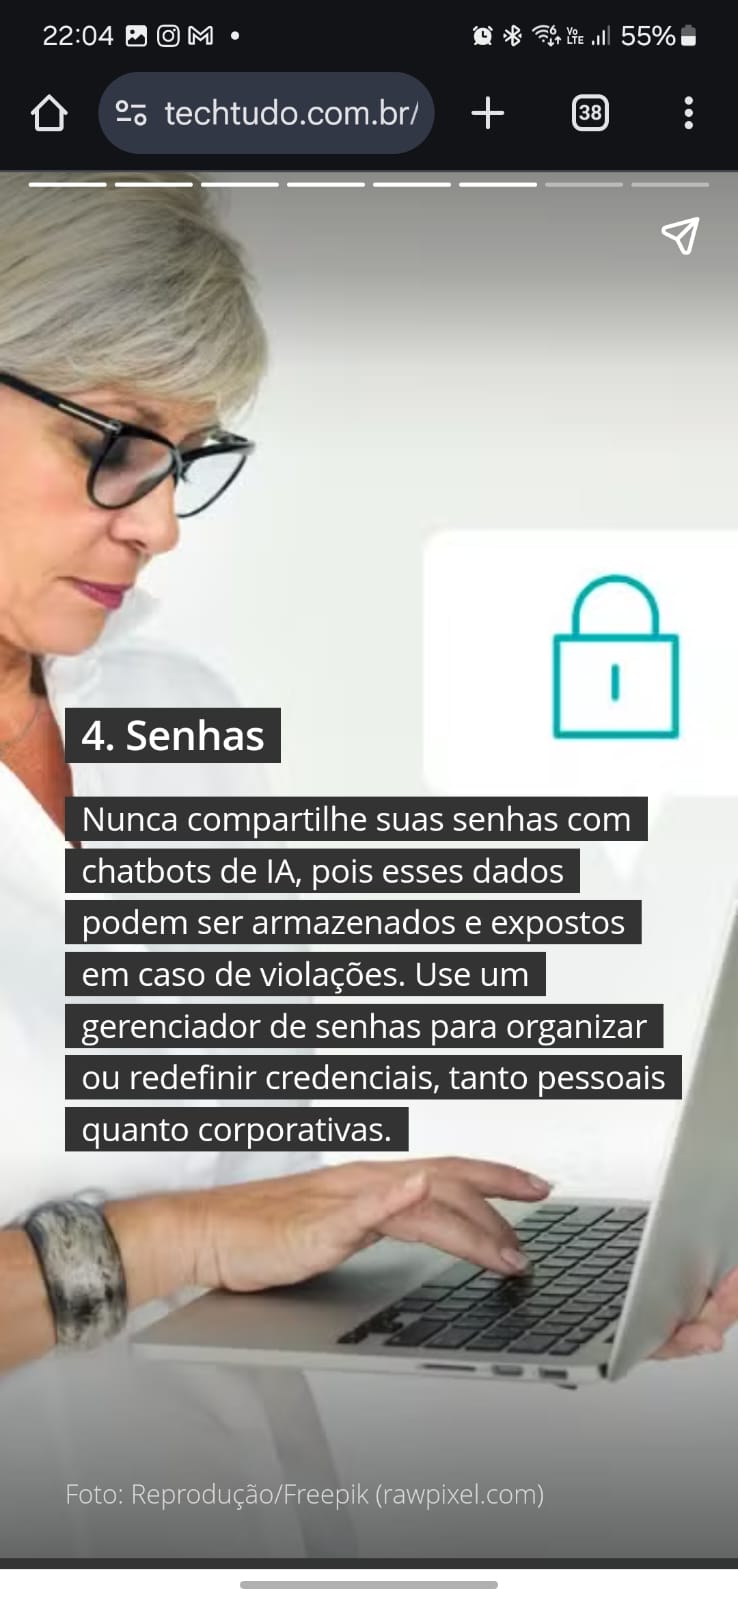 22:04
Vo
LTE
55%
techtudo.com.br/
38
4. Senhas
Nunca compartilhe suas senhas com
chatbots de IA, pois esses dados
podem ser armazenados e expostos
em caso de violações. Use um
gerenciador de senhas para organizar
ou redefinir credenciais, tanto pessoais
quanto corporativas.
Foto: Reprodução/Freepik (rawpixel.com)